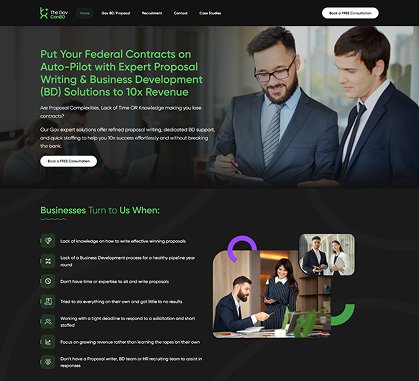 The Gov
ConBD
Home
Gov BD/Proposal
Recruitment
Contact
Case Studies
Book a FREE Consultation
Put Your Federal Contracts on
Auto-Pilot with Expert Proposal
Writing & Business Development
(BD) Solutions to 10x Revenue
Are Proposal Complexities, Lack of Time OR Knowledge making you lose
contracts?
Our Gov expert solutions offer refined proposal writing, dedicated BD support,
and quick staffing to help you 10x success effortlessly and without breaking
the bank.
Book a FREE Consultation
Businesses Turn to Us When:
Lack of knowledge on how to write effective winning proposals
Lack of a Business Development process for a healthy pipeline year
round
Don't have time or expertise to sit and write proposals
Tried to do everything on their own and got little to no results
Working with a tight deadline to respond to a solicitation and short
staffed
Focus on growing revenue rather than learning the ropes on their own
Don't have a Proposal writer, BD team or HR recruiting team to assist in
responses